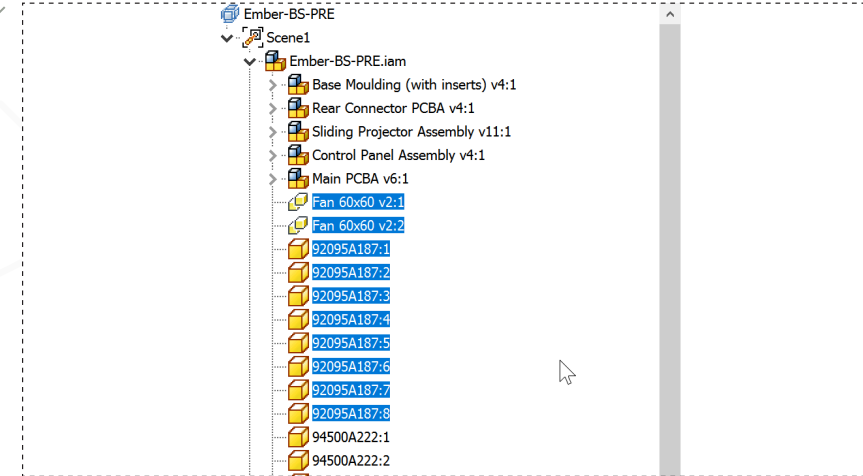 Ember-BS-PRE
Scene1
Ember-BS-PRE.iam
Base Moulding (with inserts) v4:1
Rear Connector PCBA v4:1
Sliding Projector Assembly v11:1
Control Panel Assembly v4:1
Main PCBA v6:1
Fan 60x60 v2:1
Fan 60x60 v2:2
92095A187:1
92095A187:2
92095A187:3
92095A187:4
92095A187:5
92095A187:6
92095A187:7
92095A187:8
94500A222:1
94500A222:2